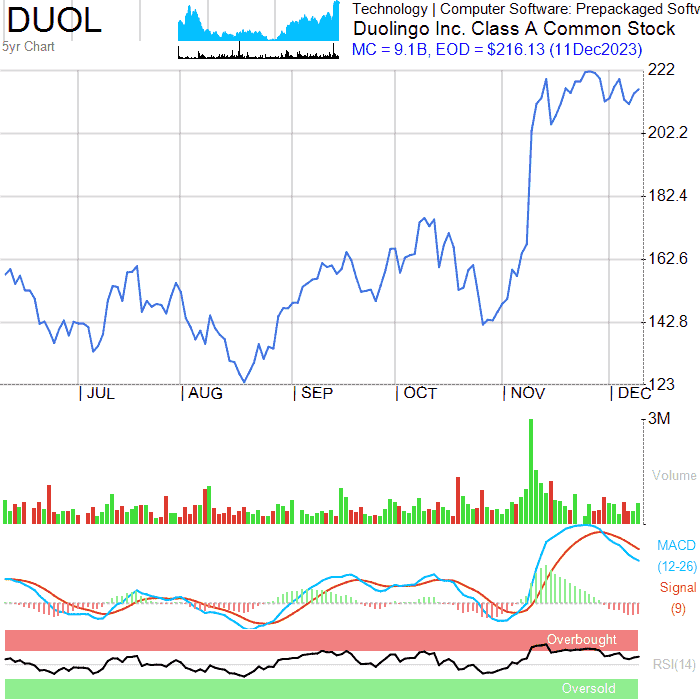 DUOL
Technology | Computer Software: Prepackaged Softw
Duolingo Inc. Class A Common Stock
5yr Chart
MC = 9.1B, EOD = $216.13 (11Dec2023)
222
202.2
182.4
162.6
142.8
123
| JUL | AUG | SEP | OCT | NOV | DEC
3M
Volume
MACD
(12-26)
Signal
(9)
Overbought
RSI(14)
Oversold